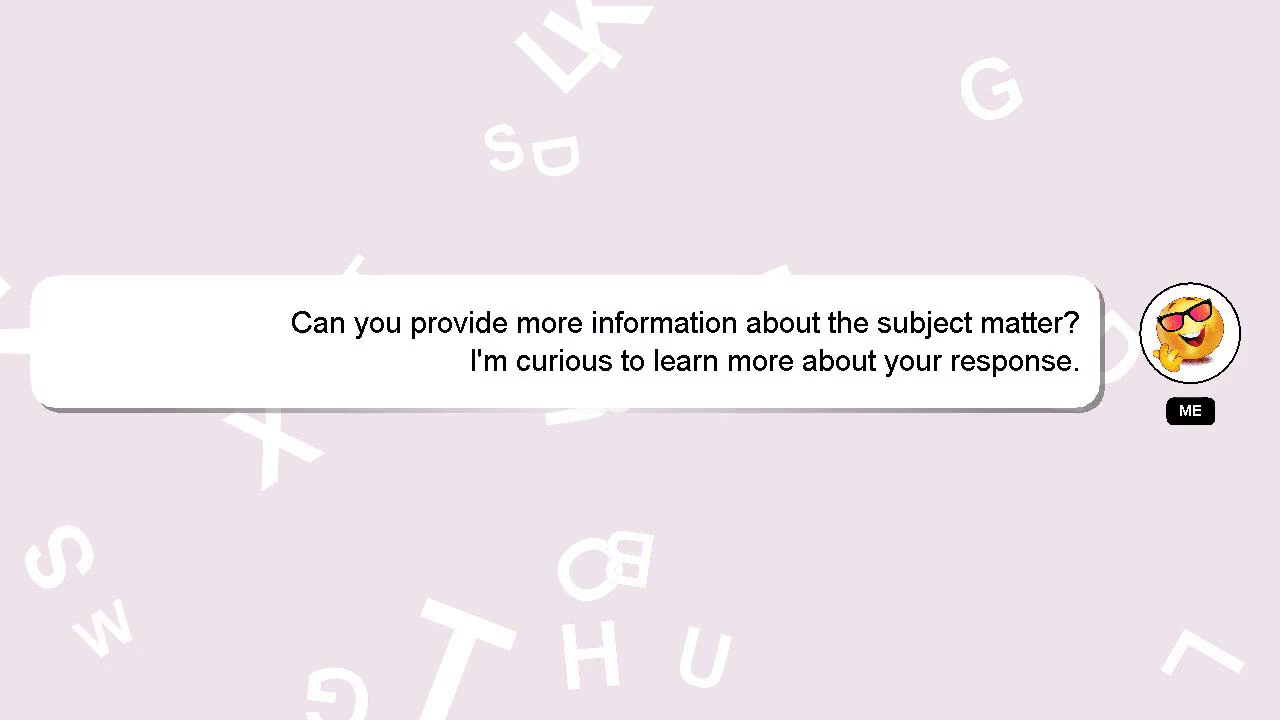 Can you provide more information about the subject matter?
I'm curious to learn more about your response.
ME
L
K
G
S
D
X
S
W
C
B
T
H
U
G
L